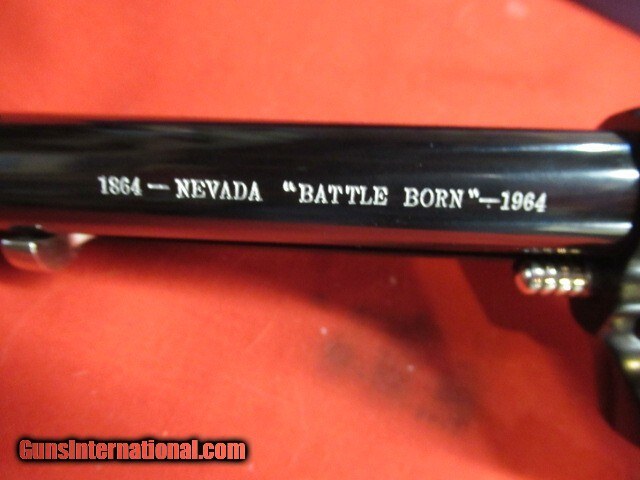 1864 — NEVADA "BATTLE BORN" — 1964
GunsInternational.com